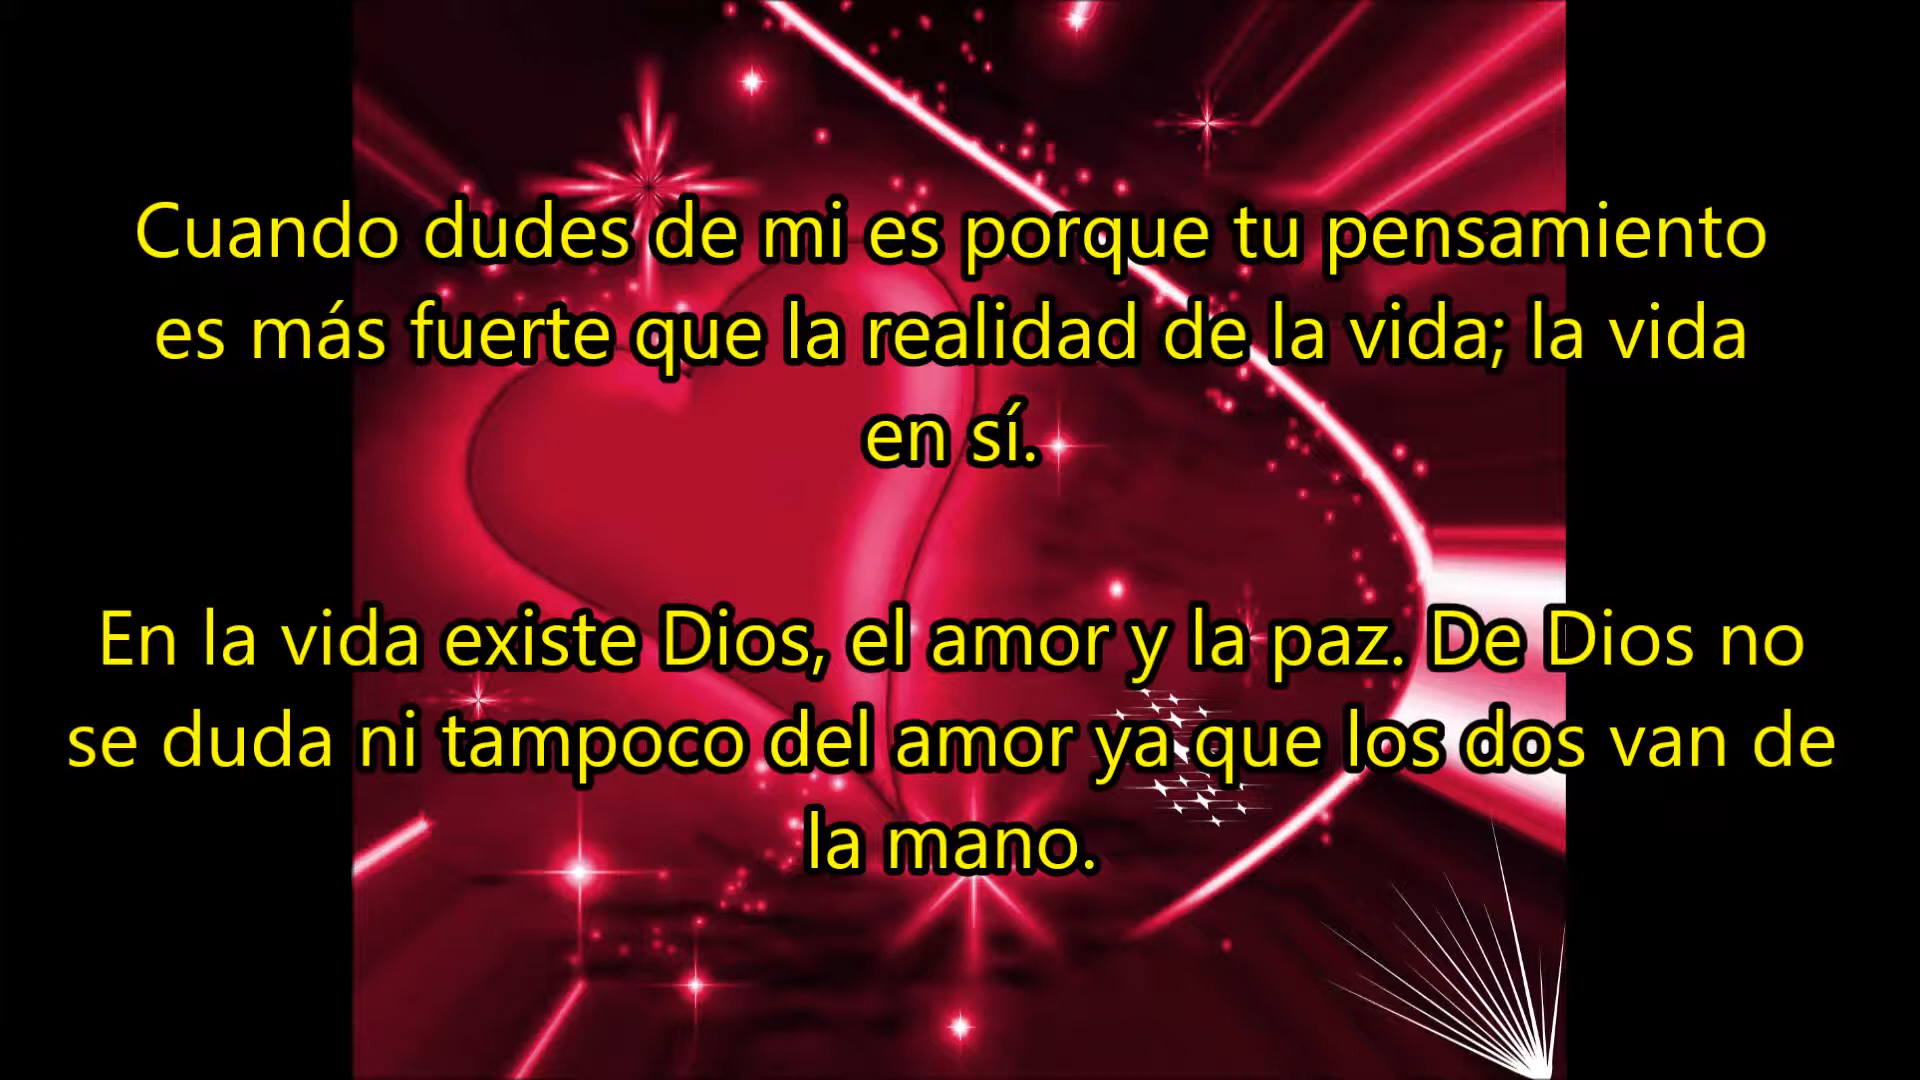 Cuando dudes de mi es porque tu pensamiento
es más fuerte que la realidad de la vida; la vida
en sí.
En la vida existe Dios, el amor y la paz. De Dios no
se duda ni tampoco del amor ya que los dos van de
la mano.